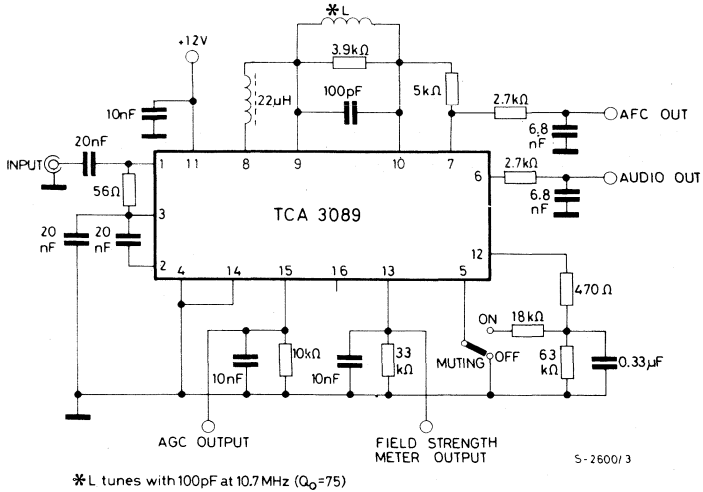 *L
+12V
3.9kΩ
22µH
100pF
5kΩ
2.7kΩ
10nF
AFC OUT
20nF
6.8 nF
INPUT
1
11
8
9
10
7
2.7kΩ
6
AUDIO OUT
56Ω
6.8 nF
TCA 3089
3
20 nF
20 nF
2
12
4
14
15
16
13
5
470Ω
ON
18kΩ
10kΩ
33 kΩ
OFF
MUTING
63 kΩ
0.33µF
10nF
10nF
AGC OUTPUT
FIELD STRENGTH
METER OUTPUT
S-2600/3
*L tunes with 100pF at 10.7MHz (Qo=75)